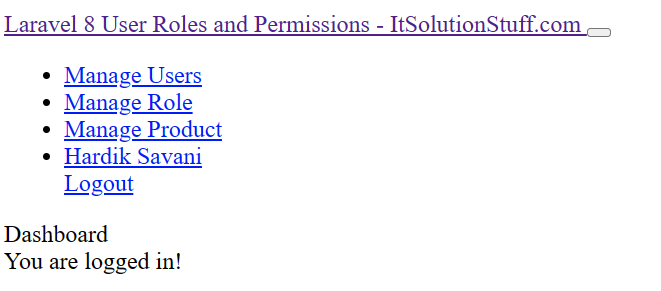 Laravel 8 User Roles and Permissions - ItSolutionStuff.com
Manage Users
Manage Role
Manage Product
Hardik Savani
Logout
Dashboard
You are logged in!